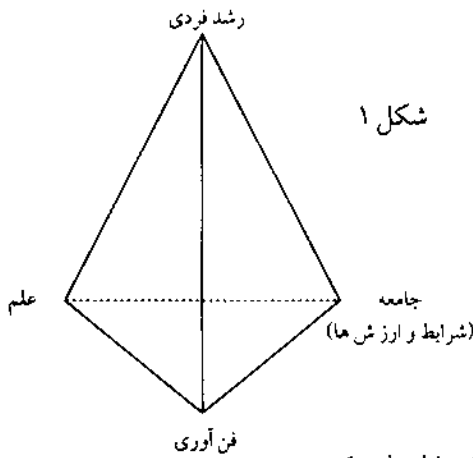 رشد فردی
شکل ۱
جامعه
علم
(شرایط و ارزش ها)
فن آوری